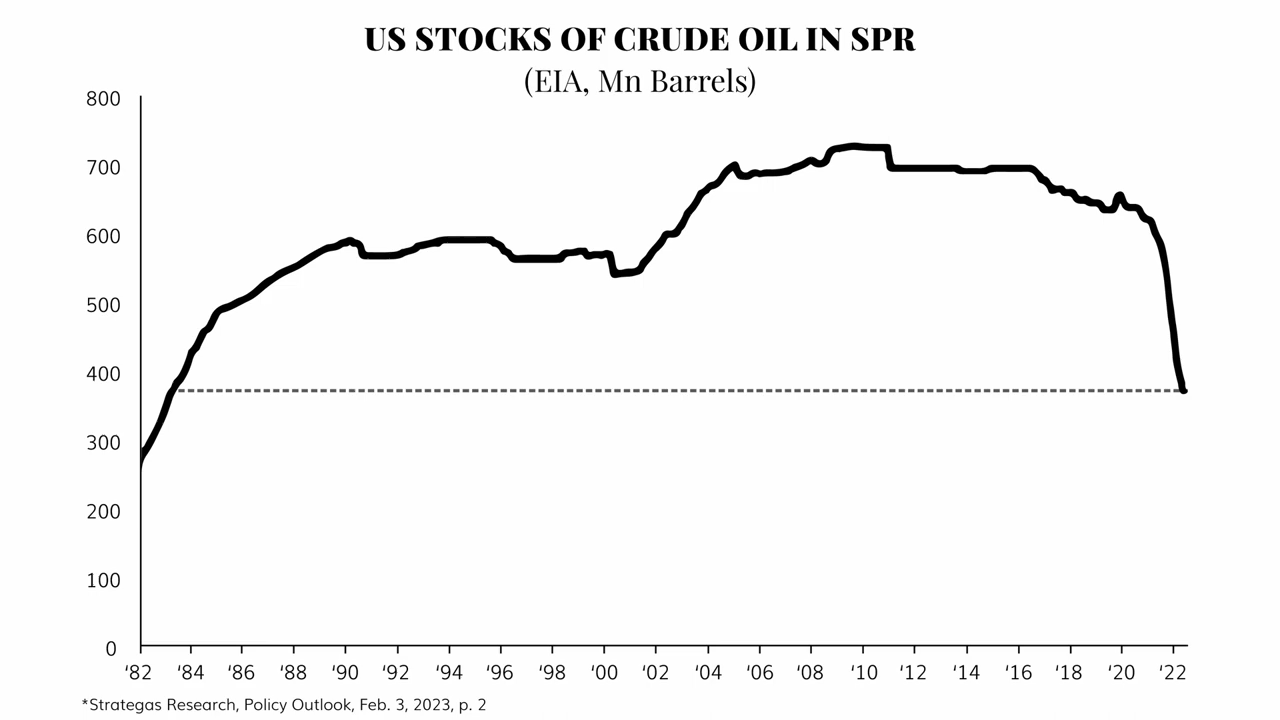 US STOCKS OF CRUDE OIL IN SPR
(EIA, Mn Barrels)
800
700
600
500
400
300
200
100
0
‘82 ‘84 ‘86 ‘88 ‘90 ‘92 ‘94 ‘96 ‘98 ‘00 ‘02 ‘04 ‘06 ‘08 ‘10 ‘12 ‘14 ‘16 ‘18 ‘20 ‘22
*Strategas Research, Policy Outlook, Feb. 3, 2023, p. 2